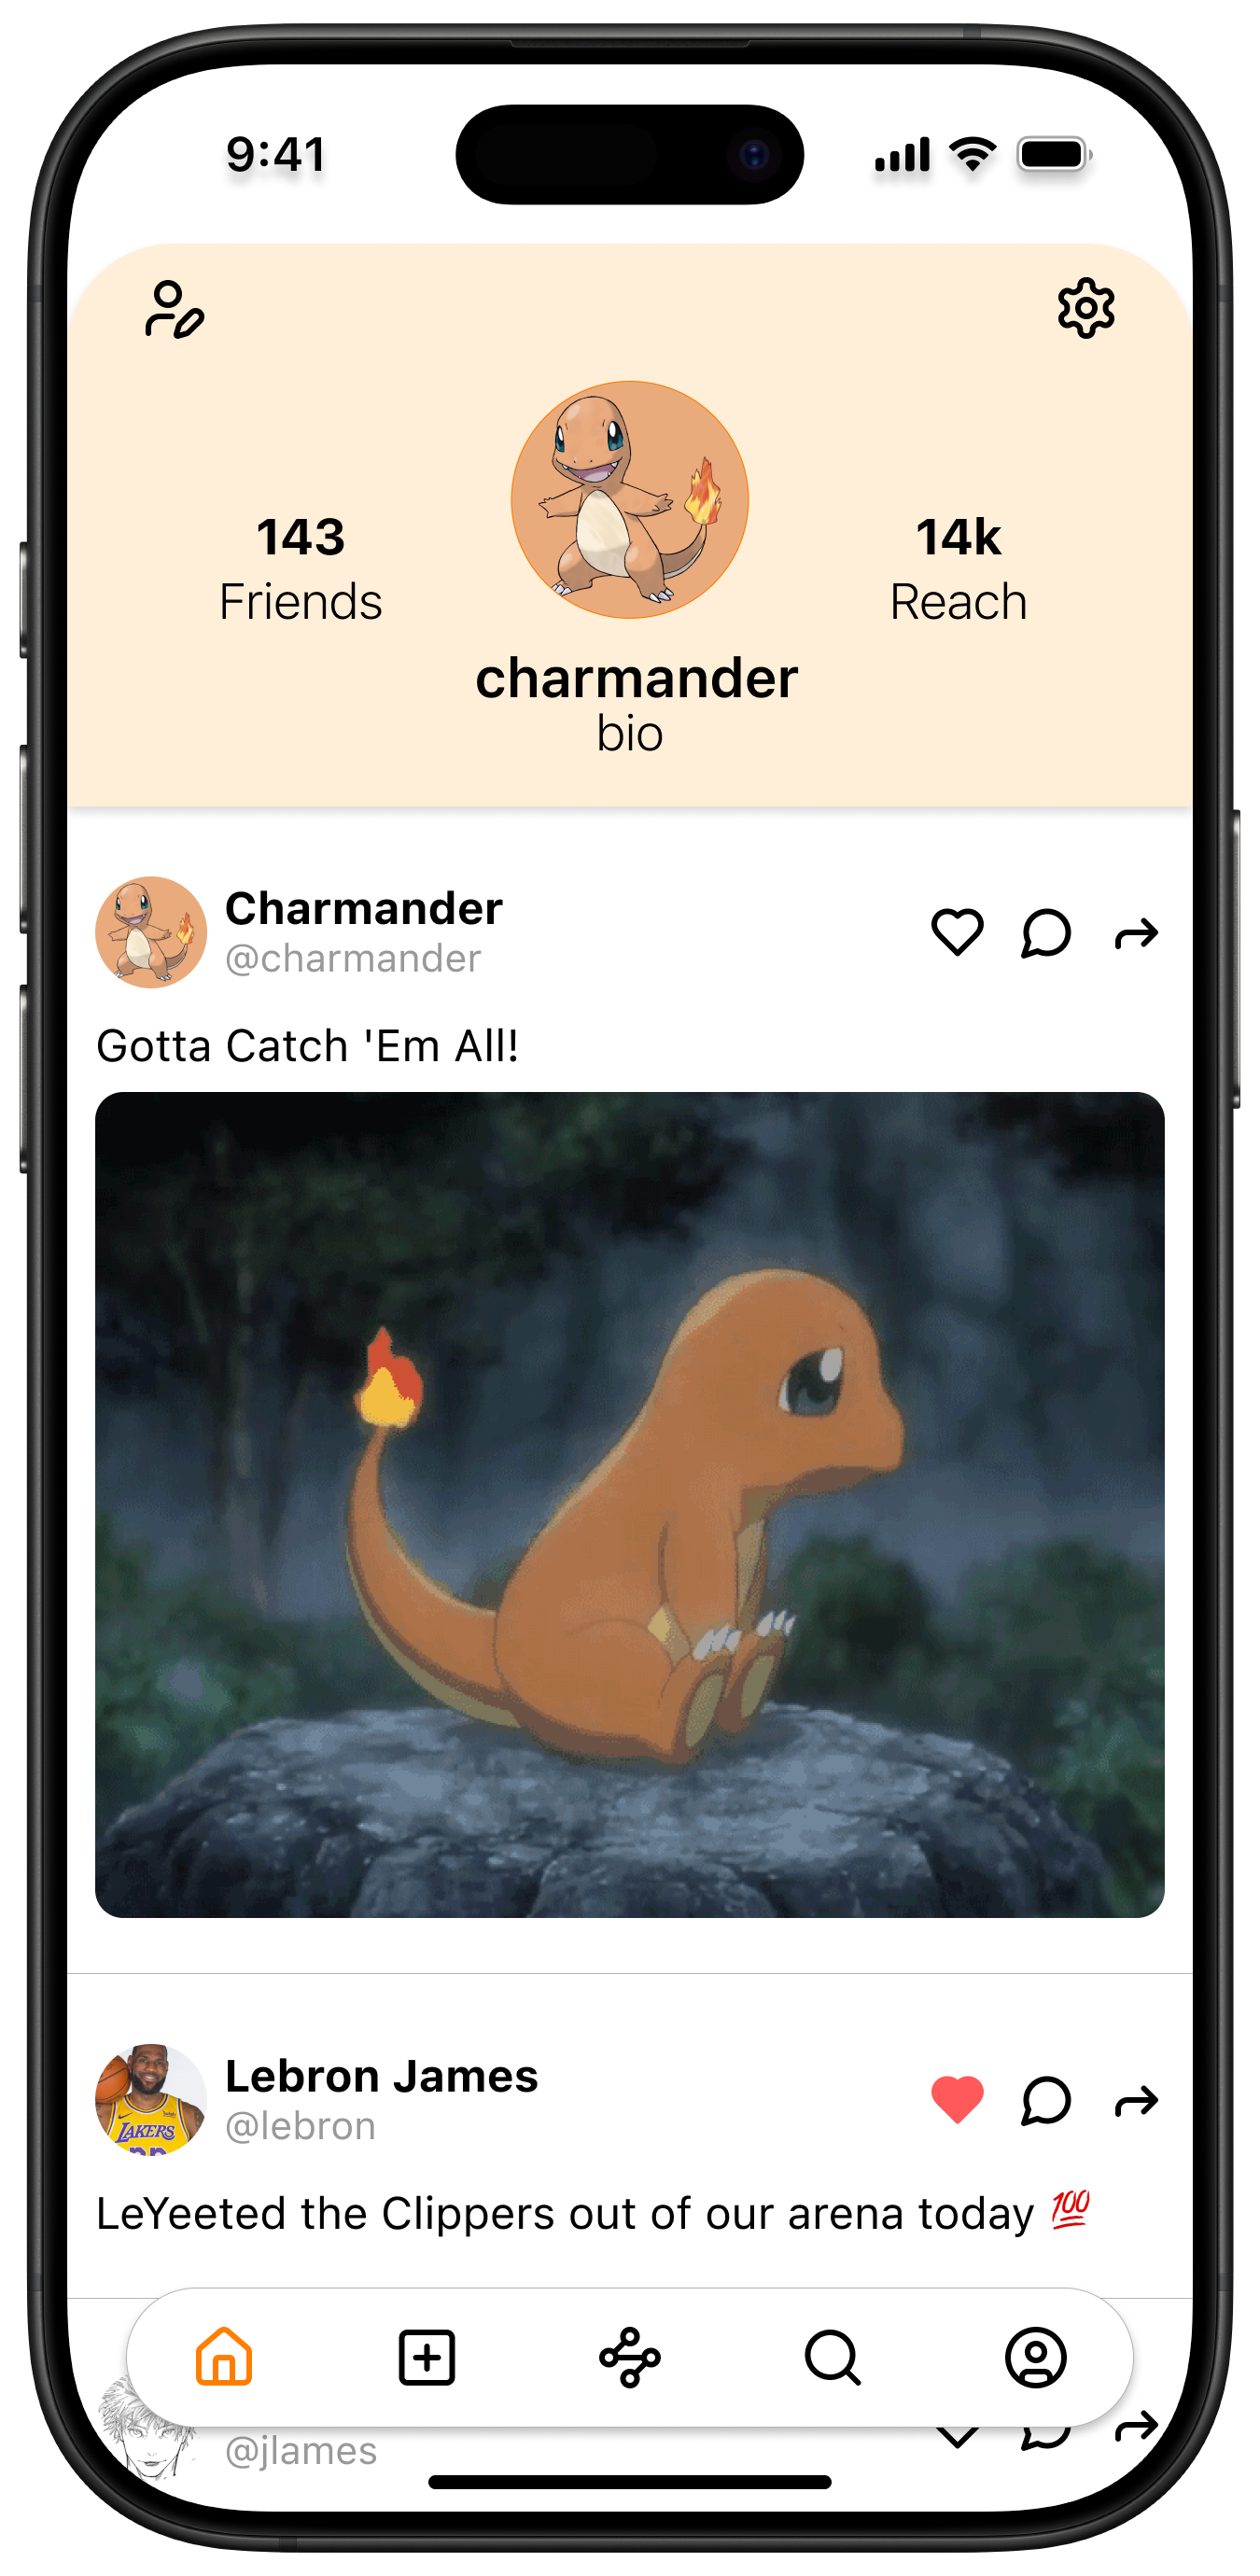 9:41
143
Friends
14k
Reach
charmander
bio
Charmander
@charmander
Gotta Catch 'Em All!
Lebron James
@lebron
LAKERS
LeYeeted the Clippers out of our arena today 💯
@jlames